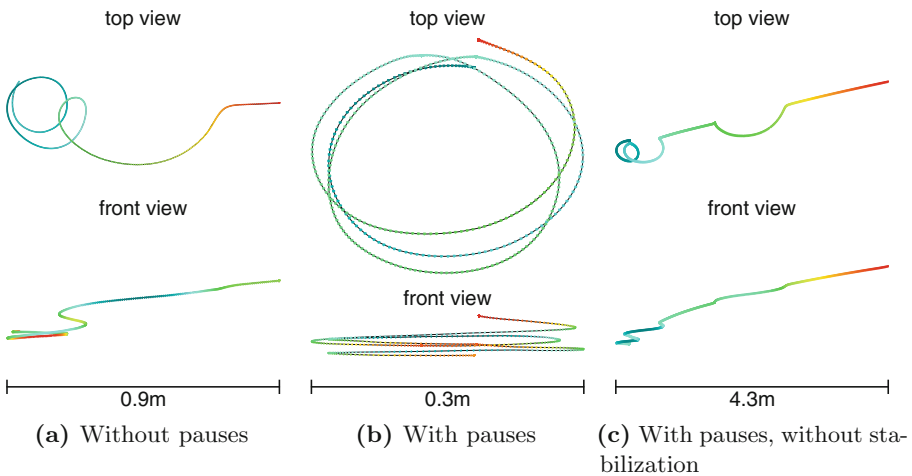 top view
top view
top view
front view
front view
front view
0.9m
0.3m
4.3m
(a) Without pauses
(b) With pauses
(c) With pauses, without sta-
bilization